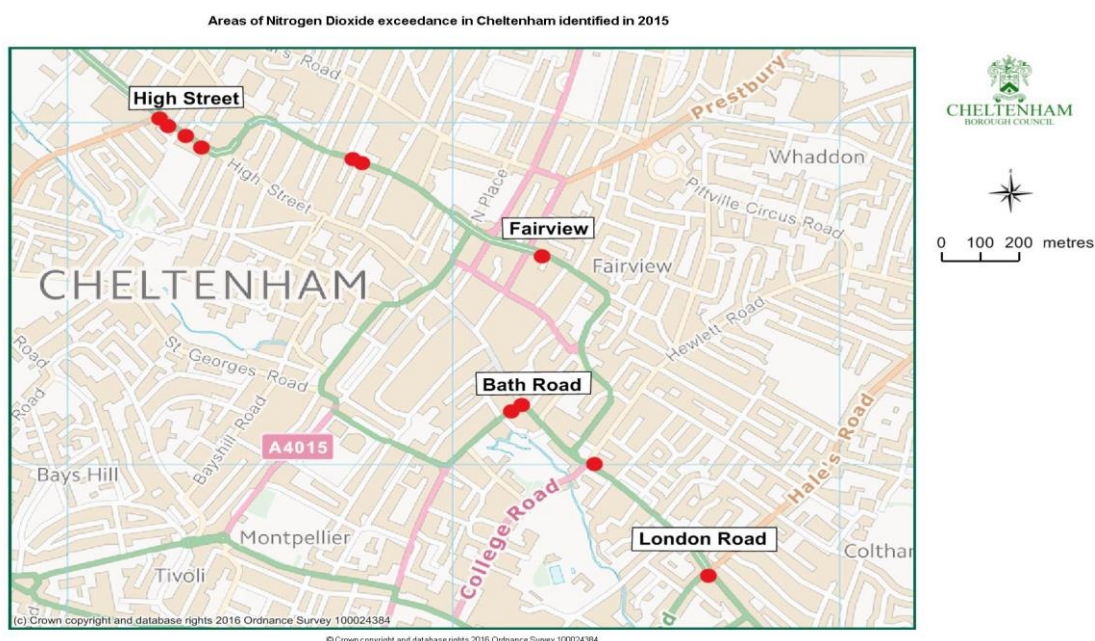 Areas of Nitrogen Dioxide exceedance in Cheltenham identified in 2015
High Street
Road
Prestbury
CHELTENHAM
BOROUGH COUNCIL
Whaddon
High Street
N Place
Pittville Circus Road
0 100 200 metres
Fairview
Fairview
CHELTENHAM
Hewlett Road
St Georges Road
Road
Road
Bath Road
Bayshill Road
A4015
Bays Hill
Hale's Road
College Road
London Road
Montpellier
Tivoli
(c) Crown copyright and database rights 2016 Ordnance Survey 100024384
© Crown copyright and database rights 2016 Ordnance Survey 100024384